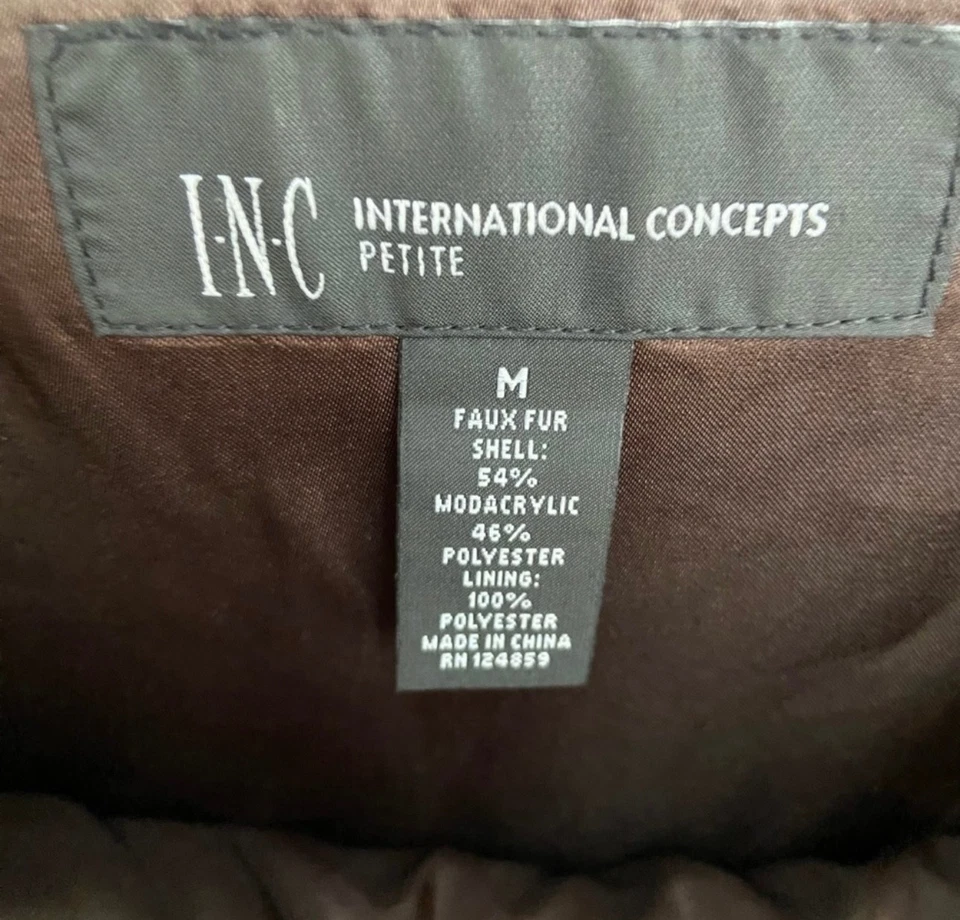 I·N·C INTERNATIONAL CONCEPTS
PETITE
M
FAUX FUR
SHELL:
54%
MODACRYLIC
46%
POLYESTER
LINING:
100%
POLYESTER
MADE IN CHINA
RN 124859